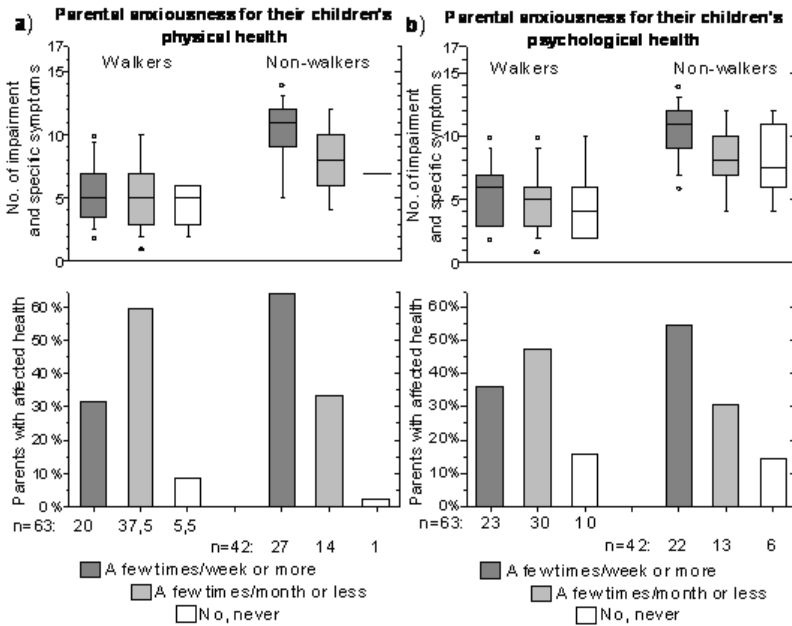 a) Parental anxiousness for their children's
physical health
Walkers Non-walkers
No. of impairment
and specific symptoms
17
15
10
5
0
Parents with affected health
60 %
50 %
40 %
30 %
20 %
10 %
0%
n=63: 20 37,5 5,5
n=42: 27 14 1
A few times/week or more
A few times/month or less
No, never
b) Parental anxiousness for their children's
psychological health
Walkers Non-walkers
No. of impairment
and specific symptoms
17
15
10
5
0
Parents with affected health
60%
50%
40%
30%
20%
10%
0%
n=63: 23 30 10
n=42: 22 13 6
A few times/week or more
A few times/month or less
No, never